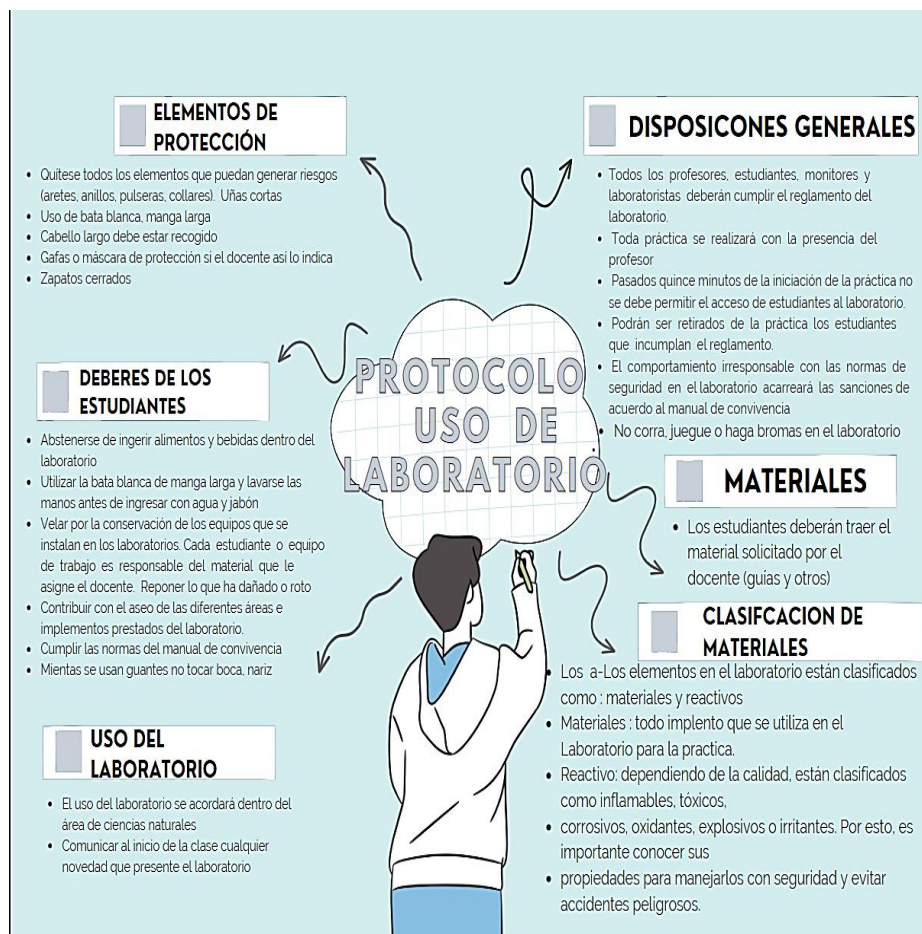 ELEMENTOS DE
PROTECCIÓN
• Quítese todos los elementos que puedan generar riesgos
(aretes, anillos, pulseras, collares). Uñas cortas
• Uso de bata blanca, manga larga
• Cabello largo debe estar recogido
• Gafas o máscara de protección si el docente así lo indica
• Zapatos cerrados
DISPOSICONES GENERALES
• Todos los profesores, estudiantes, monitores y
laboratoristas deberán cumplir el reglamento del
laboratorio.
• Toda práctica se realizará con la presencia del
profesor
• Pasados quince minutos de la iniciación de la práctica no
se debe permitir el acceso de estudiantes al laboratorio.
• Podrán ser retirados de la práctica los estudiantes
que incumplan el reglamento.
• El comportamiento irresponsable con las normas de
seguridad en el laboratorio acarreará las sanciones de
acuerdo al manual de convivencia
• No corra, juegue o haga bromas en el laboratorio
PROTOCOLO
USO DE
LABORATORIO
DEBERES DE LOS
ESTUDIANTES
• Abstenerse de ingerir alimentos y bebidas dentro del
laboratorio
• Utilizar la bata blanca de manga larga y lavarse las
manos antes de ingresar con agua y jabón
• Velar por la conservación de los equipos que se
instalan en los laboratorios. Cada estudiante o equipo
de trabajo es responsable del material que le
asigne el docente. Reponer lo que ha dañado o roto
• Contribuir con el aseo de las diferentes áreas e
implementos prestados del laboratorio.
• Cumplir las normas del manual de convivencia
• Mientas se usan guantes no tocar boca, nariz
MATERIALES
• Los estudiantes deberán traer el
material solicitado por el
docente (guías y otros)
CLASIFCACION DE
MATERIALES
• Los a-Los elementos en el laboratorio están clasificados
como : materiales y reactivos
• Materiales : todo implento que se utiliza en el
Laboratorio para la practica.
• Reactivo: dependiendo de la calidad, están clasificados
como inflamables, tóxicos,
• corrosivos, oxidantes, explosivos o irritantes. Por esto, es
importante conocer sus
• propiedades para manejarlos con seguridad y evitar
accidentes peligrosos.
USO DEL
LABORATORIO
• El uso del laboratorio se acordará dentro del
área de ciencias naturales
• Comunicar al inicio de la clase cualquier
novedad que presente el laboratorio